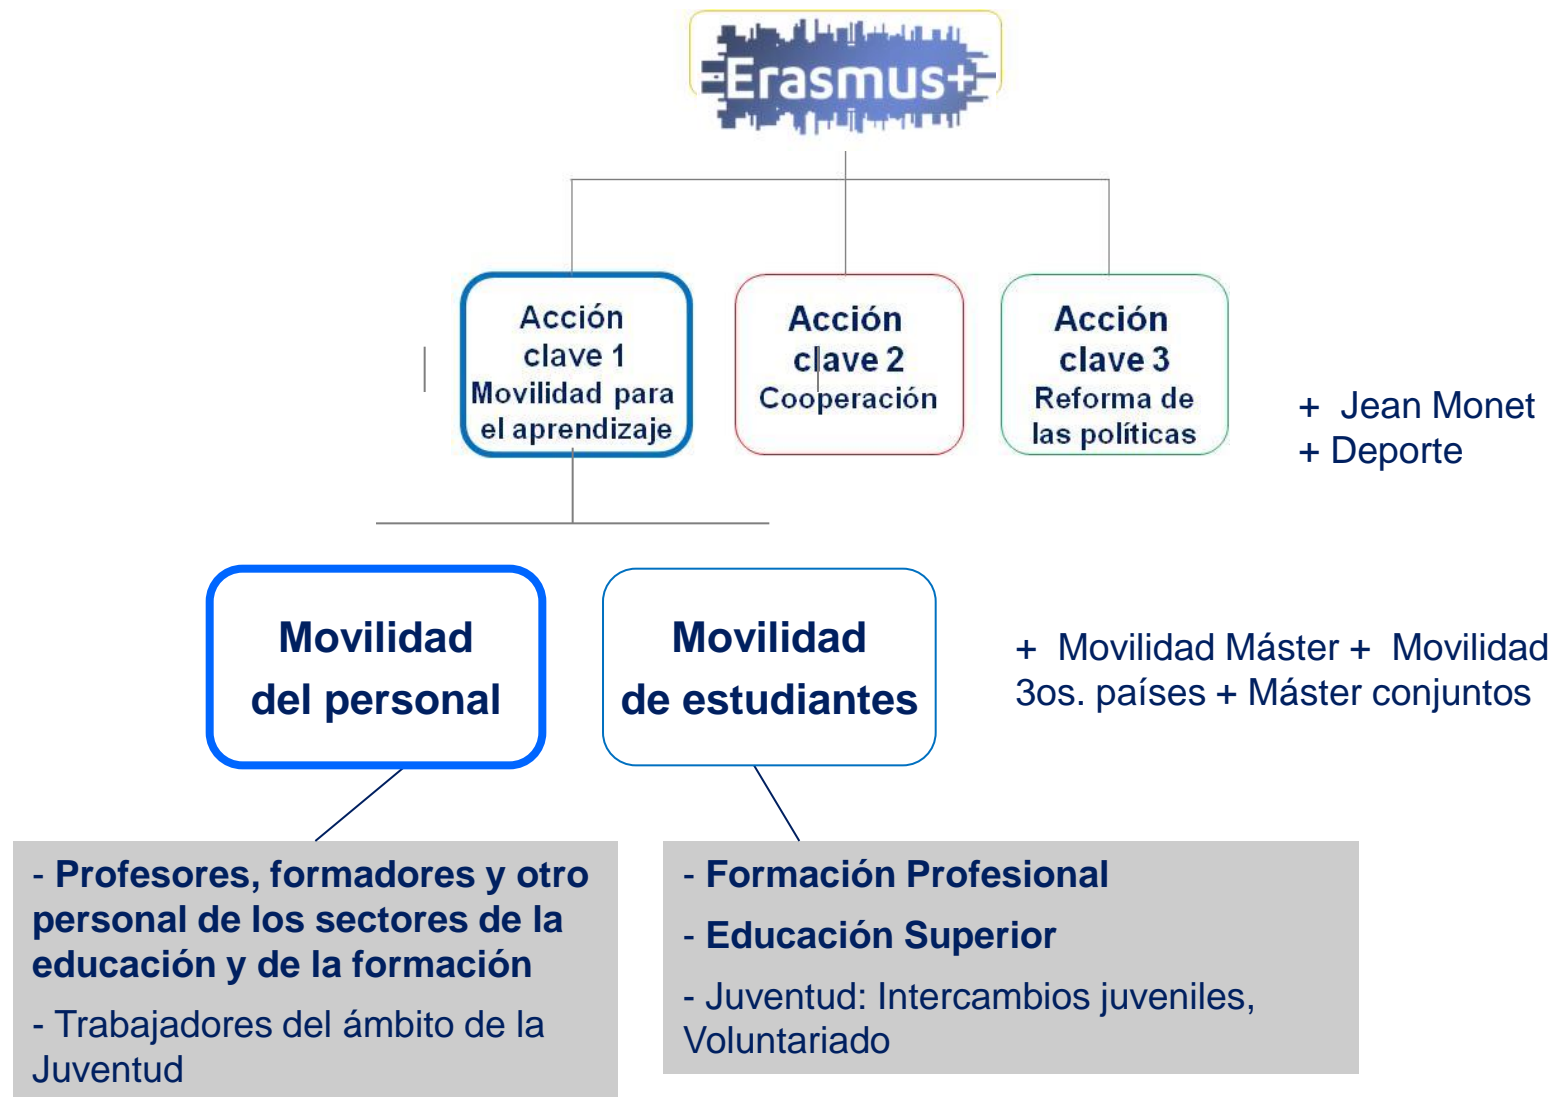 Erasmus+
Acción
clave 1
Movilidad para
el aprendizaje
Acción
clave 2
Cooperación
Acción
clave 3
Reforma de
las políticas
+ Jean Monet
+ Deporte
Movilidad
del personal
Movilidad
de estudiantes
+ Movilidad Máster + Movilidad
3os. países + Máster conjuntos
- Profesores, formadores y otro
personal de los sectores de la
educación y de la formación
- Trabajadores del ámbito de la
Juventud
- Formación Profesional
- Educación Superior
- Juventud: Intercambios juveniles,
Voluntariado